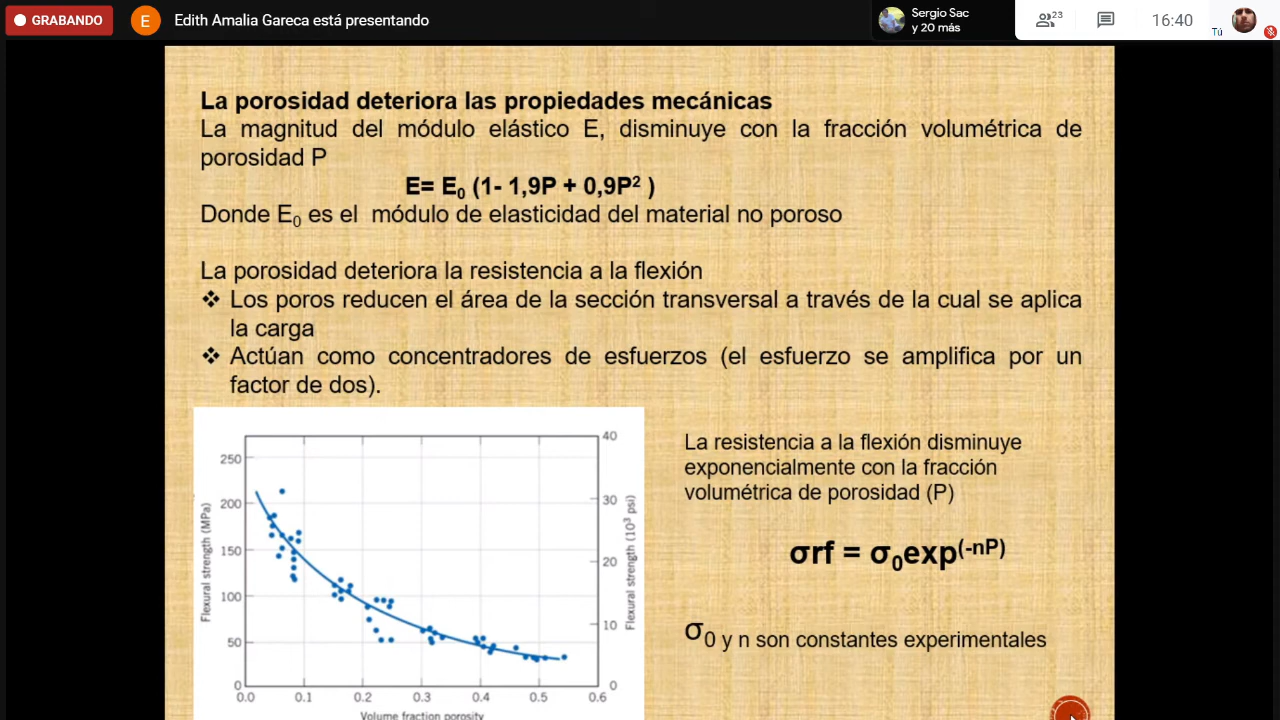 GRABANDO
E
Edith Amalia Gareca está presentando
Sergio Sac
y 20 más
23
16:40
Tú
La porosidad deteriora las propiedades mecánicas
La magnitud del módulo elástico E, disminuye con la fracción volumétrica de
porosidad P
E= E₀ (1- 1,9P + 0,9P² )
Donde E₀ es el módulo de elasticidad del material no poroso
La porosidad deteriora la resistencia a la flexión
❖ Los poros reducen el área de la sección transversal a través de la cual se aplica
la carga
❖ Actúan como concentradores de esfuerzos (el esfuerzo se amplifica por un
factor de dos).
Flexural strength (MPa)
250
200
150
100
50
0
0.0 0.1 0.2 0.3 0.4 0.5 0.6
Volume fraction porosity
40
30
20
10
0
Flexural strength (10³ psi)
La resistencia a la flexión disminuye
exponencialmente con la fracción
volumétrica de porosidad (P)
σrf = σ₀exp⁽⁻ⁿᴾ⁾
σ₀ y n son constantes experimentales